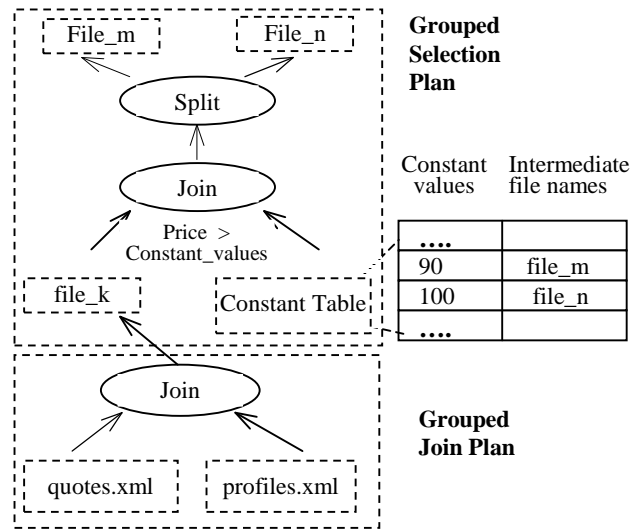 File_m
File_n
Grouped
Selection
Plan
Split
Join
Price >
Constant_values
file_k
Constant Table
Constant
values
Intermediate
file names
....
90
file_m
100
file_n
....
Join
Grouped
Join Plan
quotes.xml
profiles.xml